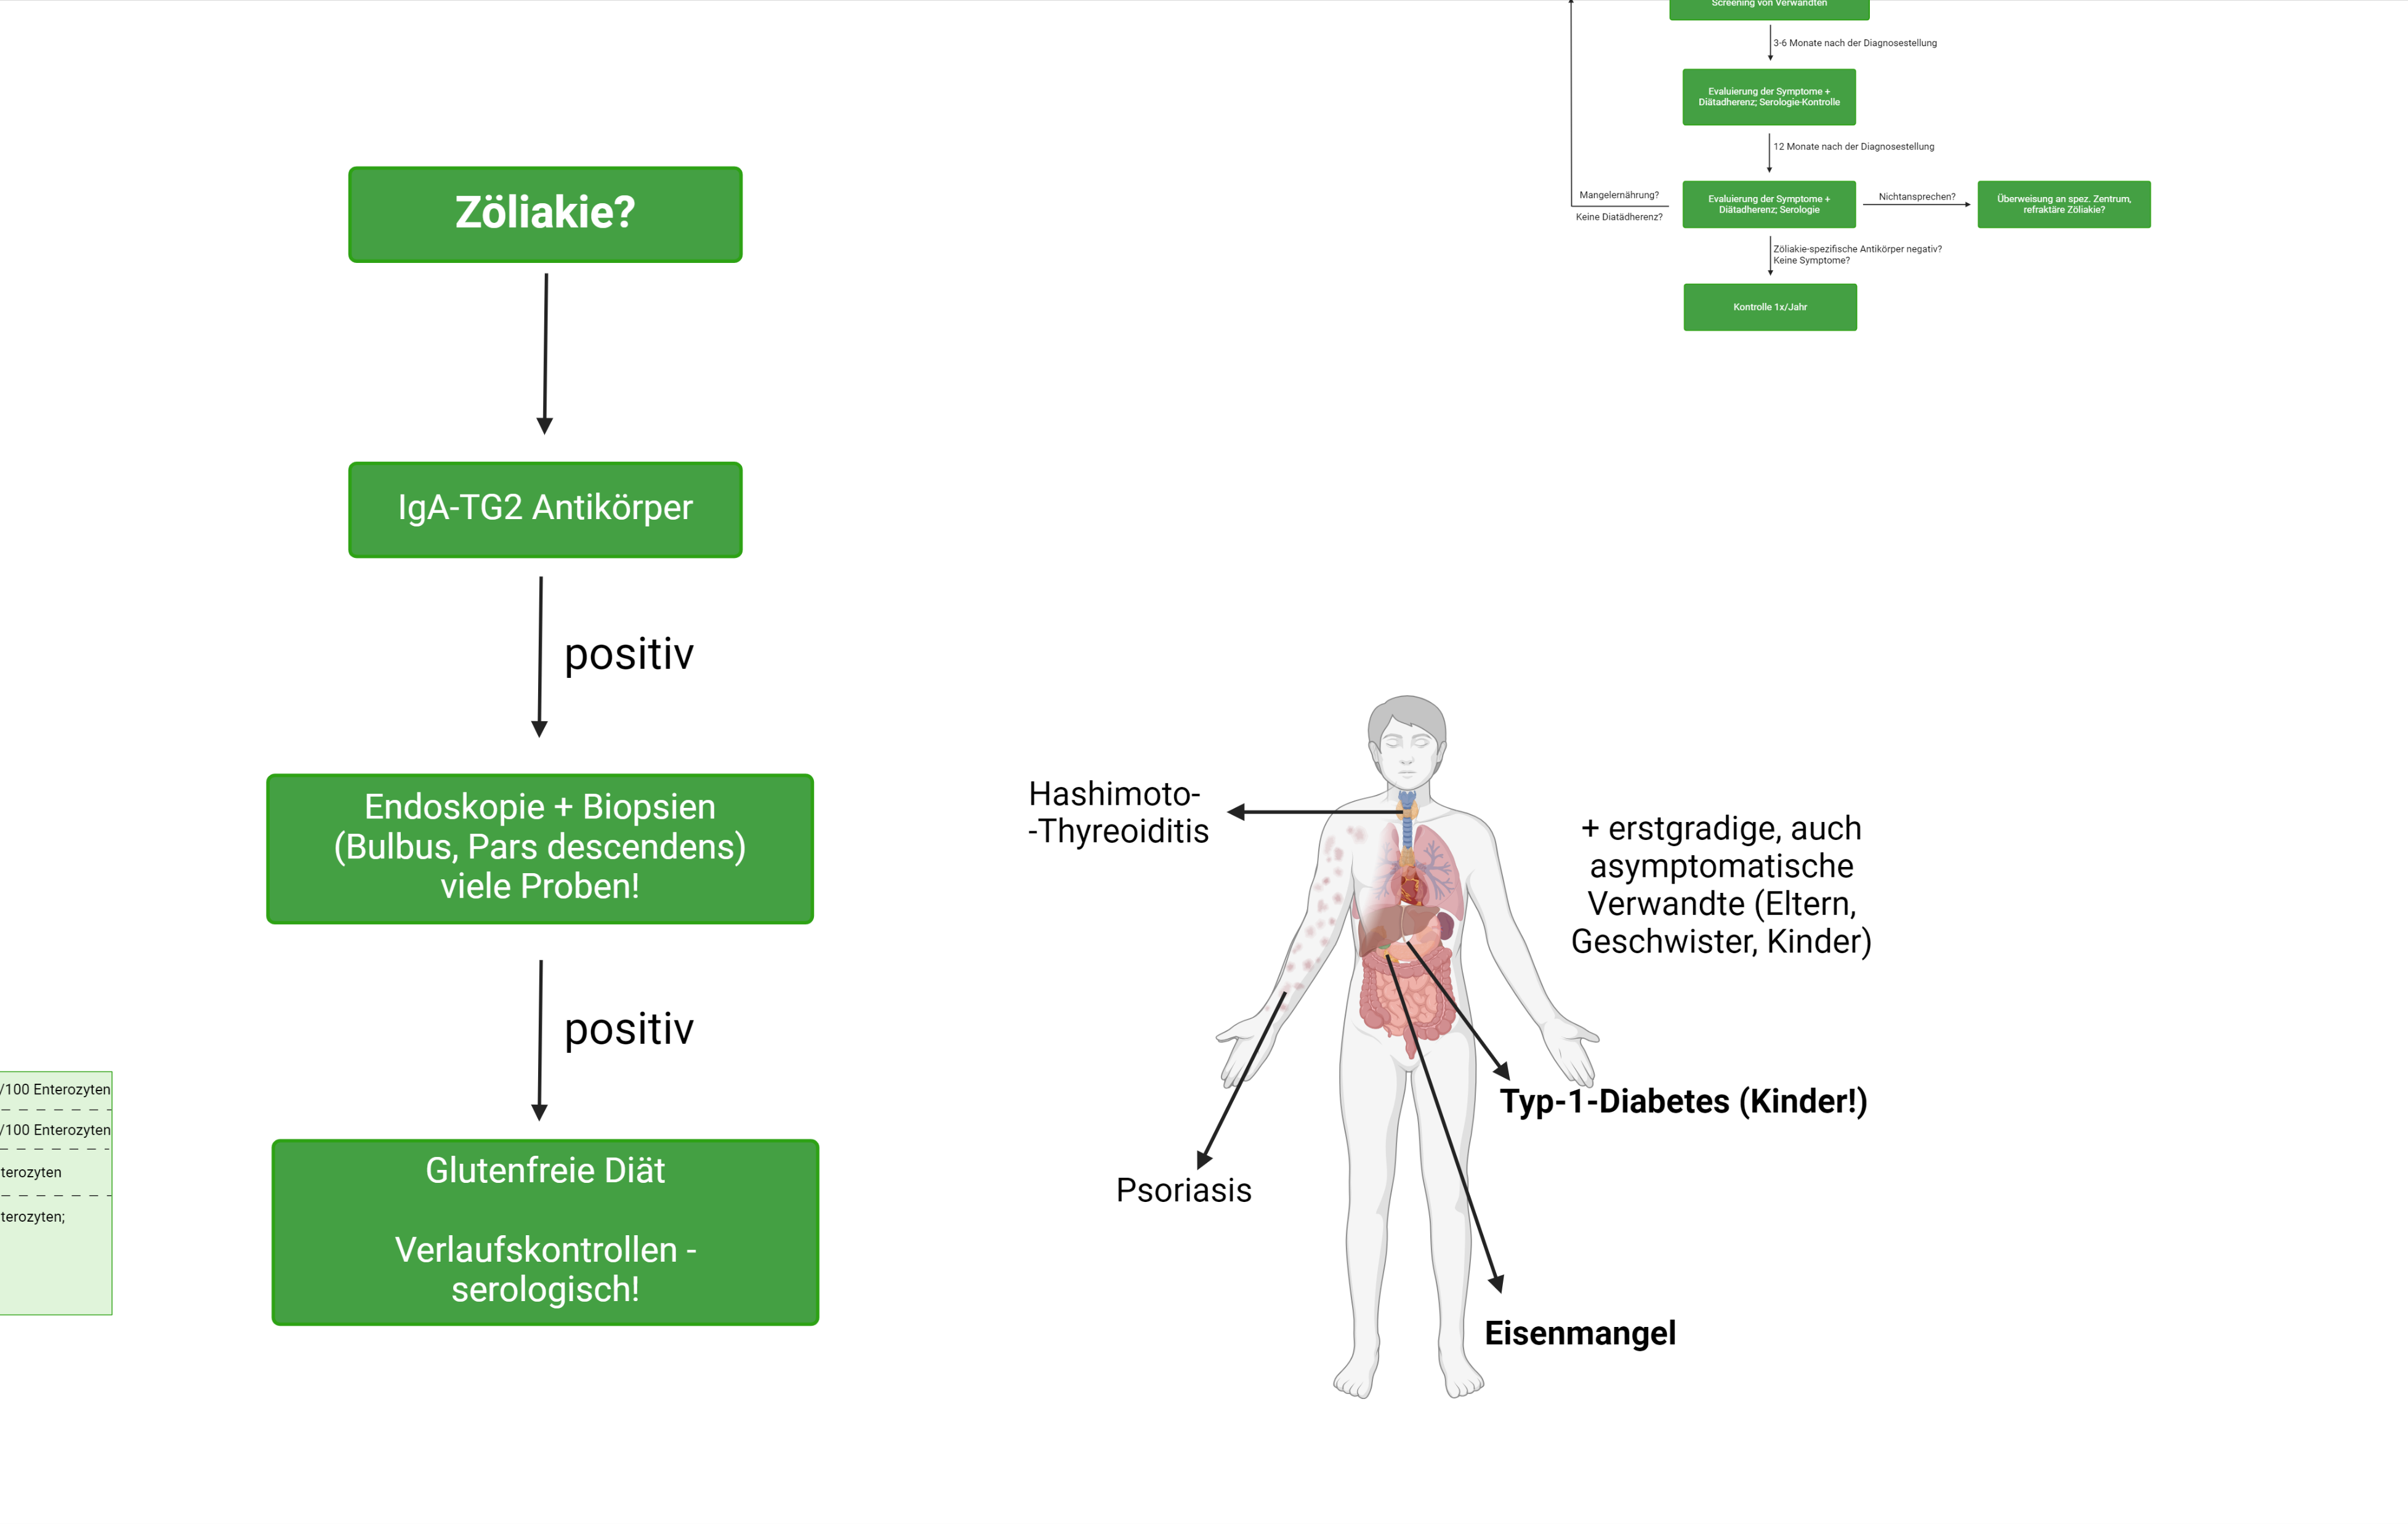 Screening von Verwandten
3-6 Monate nach der Diagnosestellung
Evaluierung der Symptome +
Diätadherenz; Serologie-Kontrolle
12 Monate nach der Diagnosestellung
Mangelernährung?
Keine Diatädherenz?
Evaluierung der Symptome +
Diätadherenz; Serologie
Nichtansprechen?
Überweisung an spez. Zentrum,
refraktäre Zöliakie?
Zöliakie-spezifische Antikörper negativ?
Keine Symptome?
Kontrolle 1x/Jahr
Zöliakie?
IgA-TG2 Antikörper
positiv
Endoskopie + Biopsien
(Bulbus, Pars descendens)
viele Proben!
positiv
Glutenfreie Diät
Verlaufskontrollen -
serologisch!
/100 Enterozyten
/100 Enterozyten
terozyten
terozyten;
Hashimoto-
-Thyreoiditis
+ erstgradige, auch
asymptomatische
Verwandte (Eltern,
Geschwister, Kinder)
Typ-1-Diabetes (Kinder!)
Psoriasis
Eisenmangel